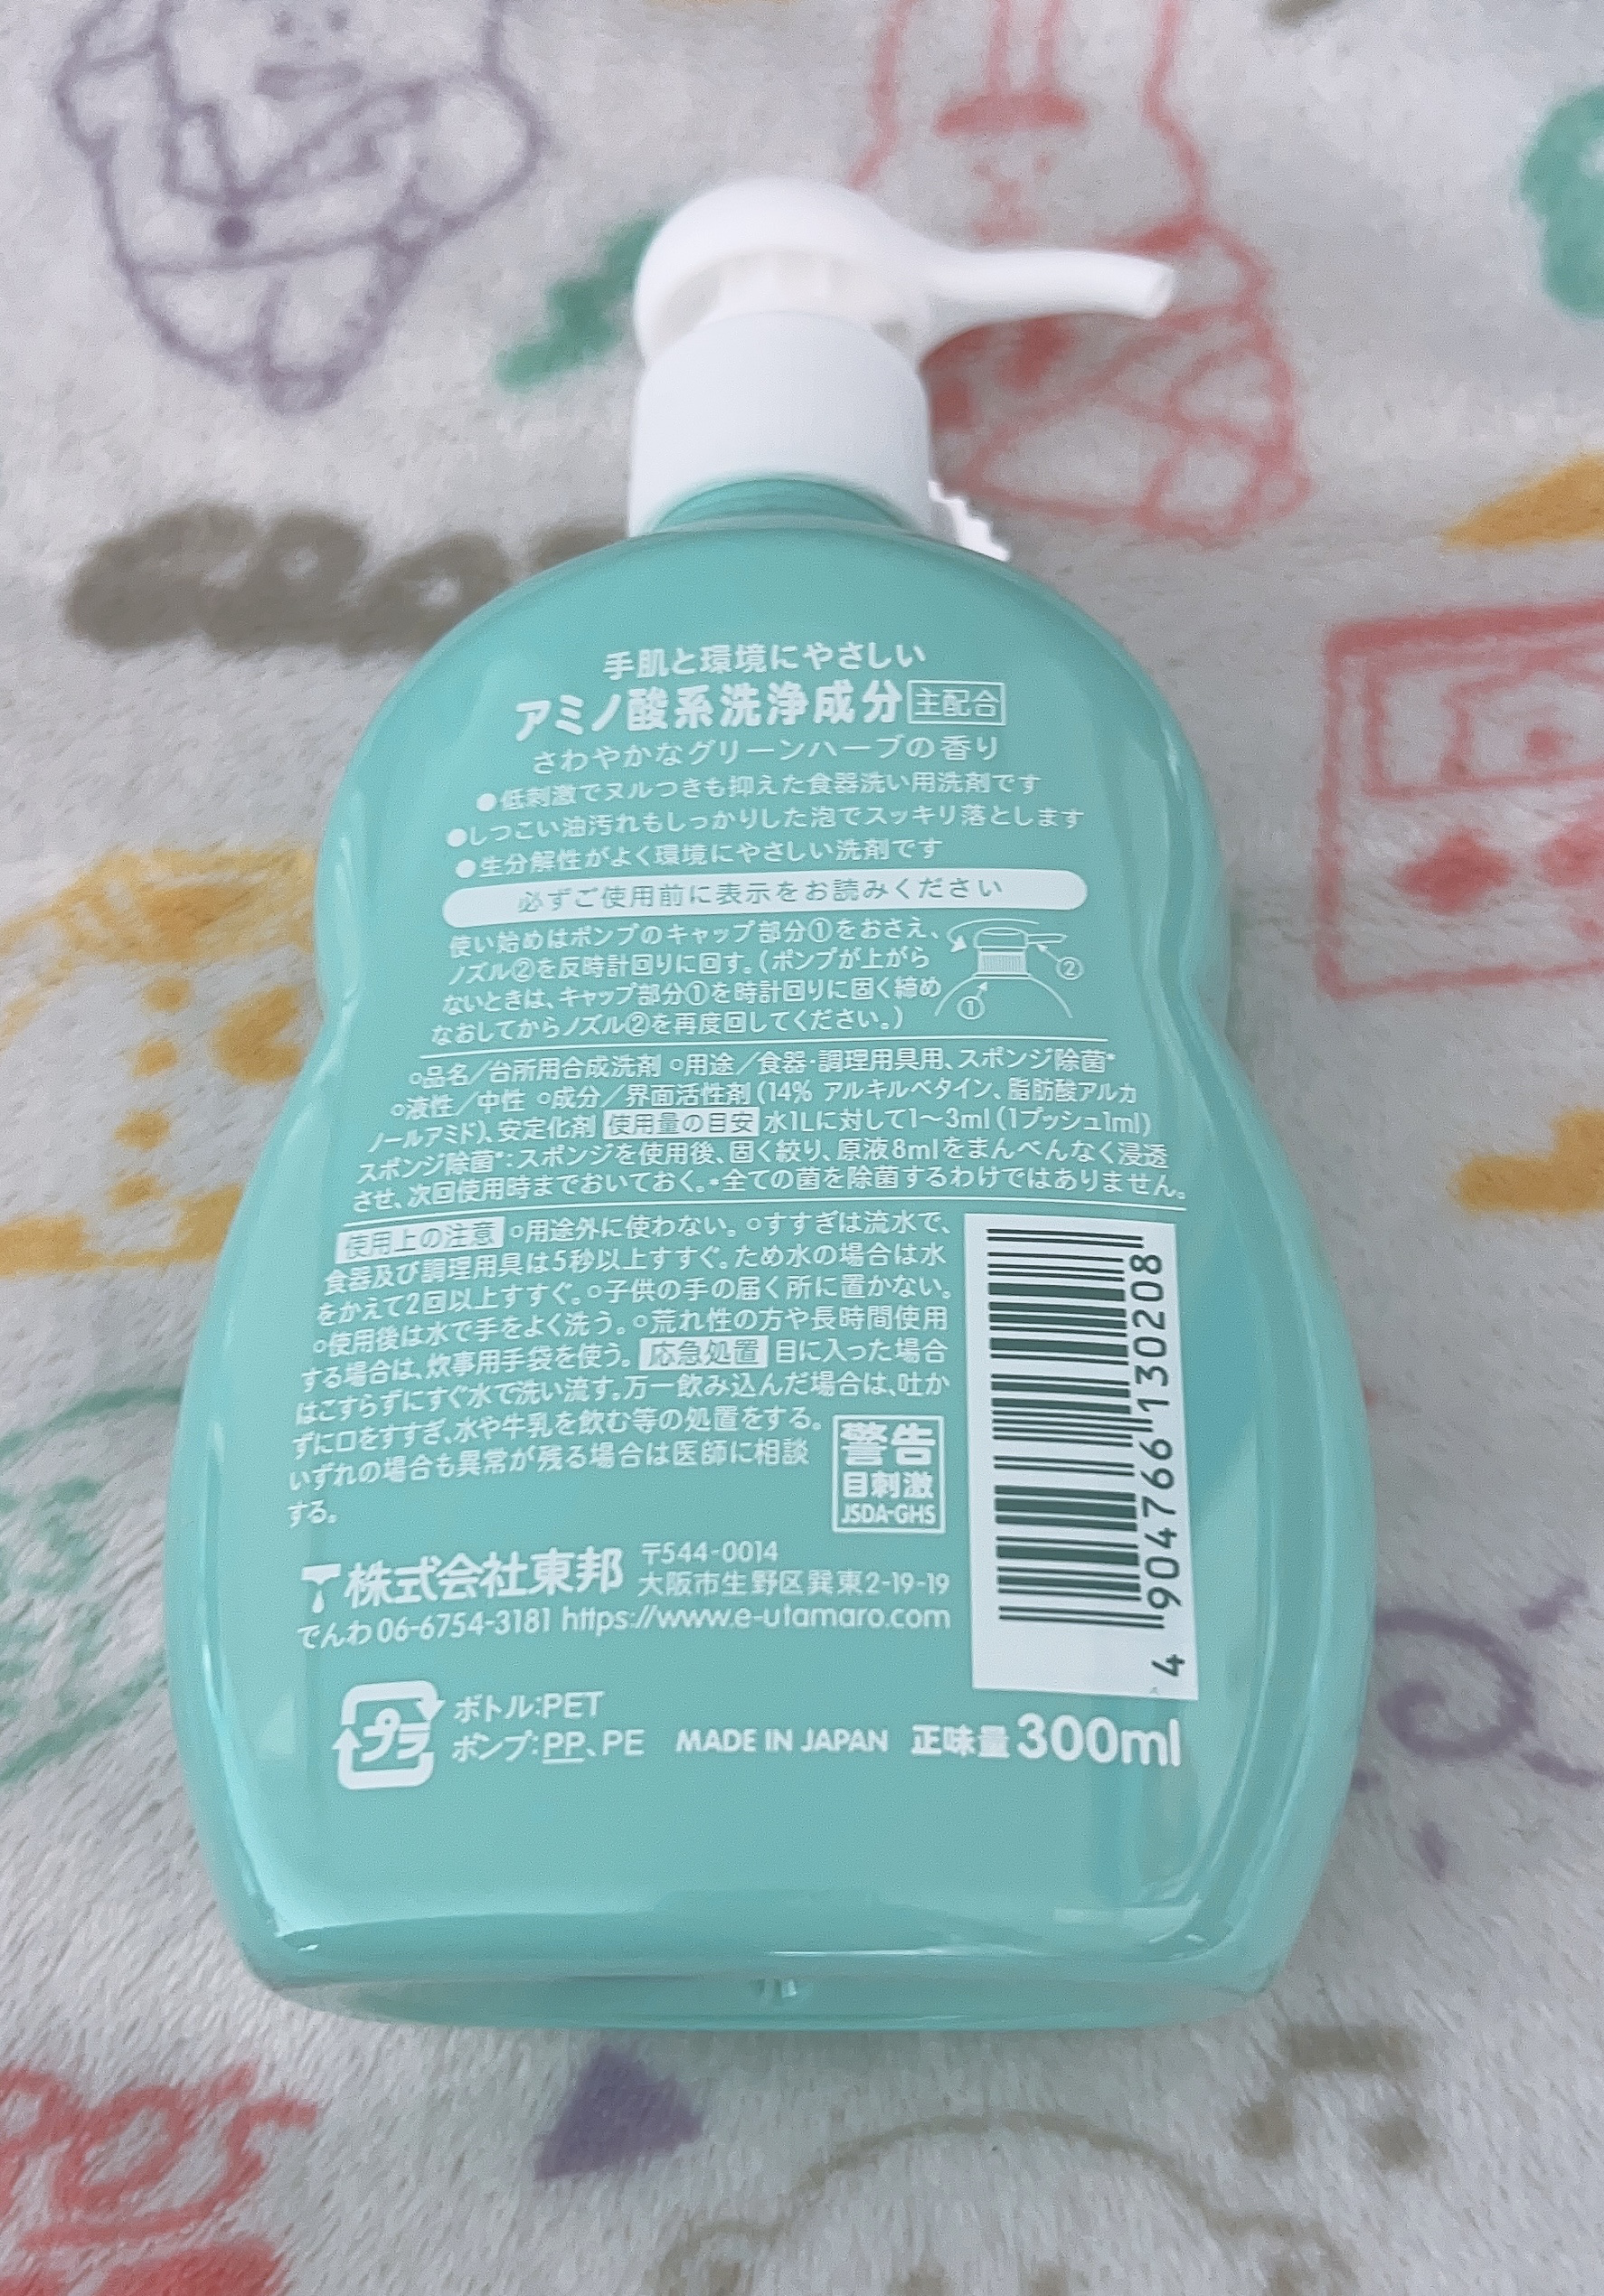 手肌と環境にやさしい
アミノ酸系洗浄成分 主配合
さわやかなグリーンハーブの香り
●低刺激でヌルつきも抑えた食器洗い用洗剤です
●しつこい油汚れもしっかりした泡でスッキリ落とします
●生分解性がよく環境にやさしい洗剤です
必ずご使用前に表示をお読みください
使い始めはポンプのキャップ部分①をおさえ、
ノズル②を反時計回りに回す。(ポンプが上がら
ないときは、キャップ部分①を時計回りに固く締め
なおしてからノズル②を再度回してください。)
②
①
○品名／台所用合成洗剤 ○用途／食器・調理用具用、スポンジ除菌*
○液性／中性 ○成分／界面活性剤(14% アルキルベタイン、脂肪酸アルカ
ノールアミド)、安定化剤 使用量の目安 水1Lに対して1〜3ml(1プッシュ1ml)
スポンジ除菌*:スポンジを使用後、固く絞り、原液8mlをまんべんなく浸透
させ、次回使用時までおいておく。*全ての菌を除菌するわけではありません。
使用上の注意 ○用途外に使わない。○すすぎは流水で、
食器及び調理用具は5秒以上すすぐ。ため水の場合は水
をかえて2回以上すすぐ。○子供の手の届く所に置かない。
○使用後は水で手をよく洗う。○荒れ性の方や長時間使用
する場合は、炊事用手袋を使う。 応急処置 目に入った場合
はこすらずにすぐ水で洗い流す。万一飲み込んだ場合は、吐か
ずに口をすすぎ、水や牛乳を飲む等の処置をする。
いずれの場合も異常が残る場合は医師に相談
する。
警告
目刺激
JSDA-GHS
4 904766 130208
株式会社東邦 〒544-0014
大阪市生野区巽東2-19-19
でんわ06-6754-3181 https://www.e-utamaro.com
プラ
ボトル:PET
ポンプ:PP、PE MADE IN JAPAN 正味量300ml